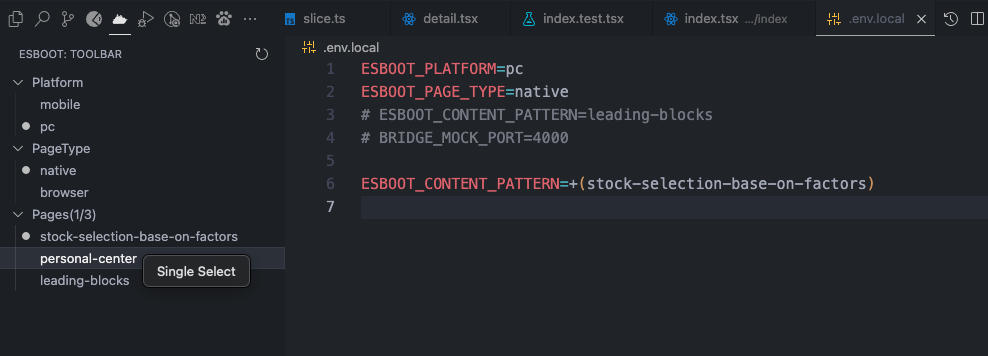 slice.ts
detail.tsx
index.test.tsx
index.tsx .../index
.env.local
ESBOOT: TOOLBAR
Platform
mobile
pc
PageType
native
browser
Pages(1/3)
stock-selection-base-on-factors
personal-center
leading-blocks
Single Select
.env.local
1 ESBOOT_PLATFORM=pc
2 ESBOOT_PAGE_TYPE=native
3 # ESBOOT_CONTENT_PATTERN=leading-blocks
4 # BRIDGE_MOCK_PORT=4000
5
6 ESBOOT_CONTENT_PATTERN=+(stock-selection-base-on-factors)
7